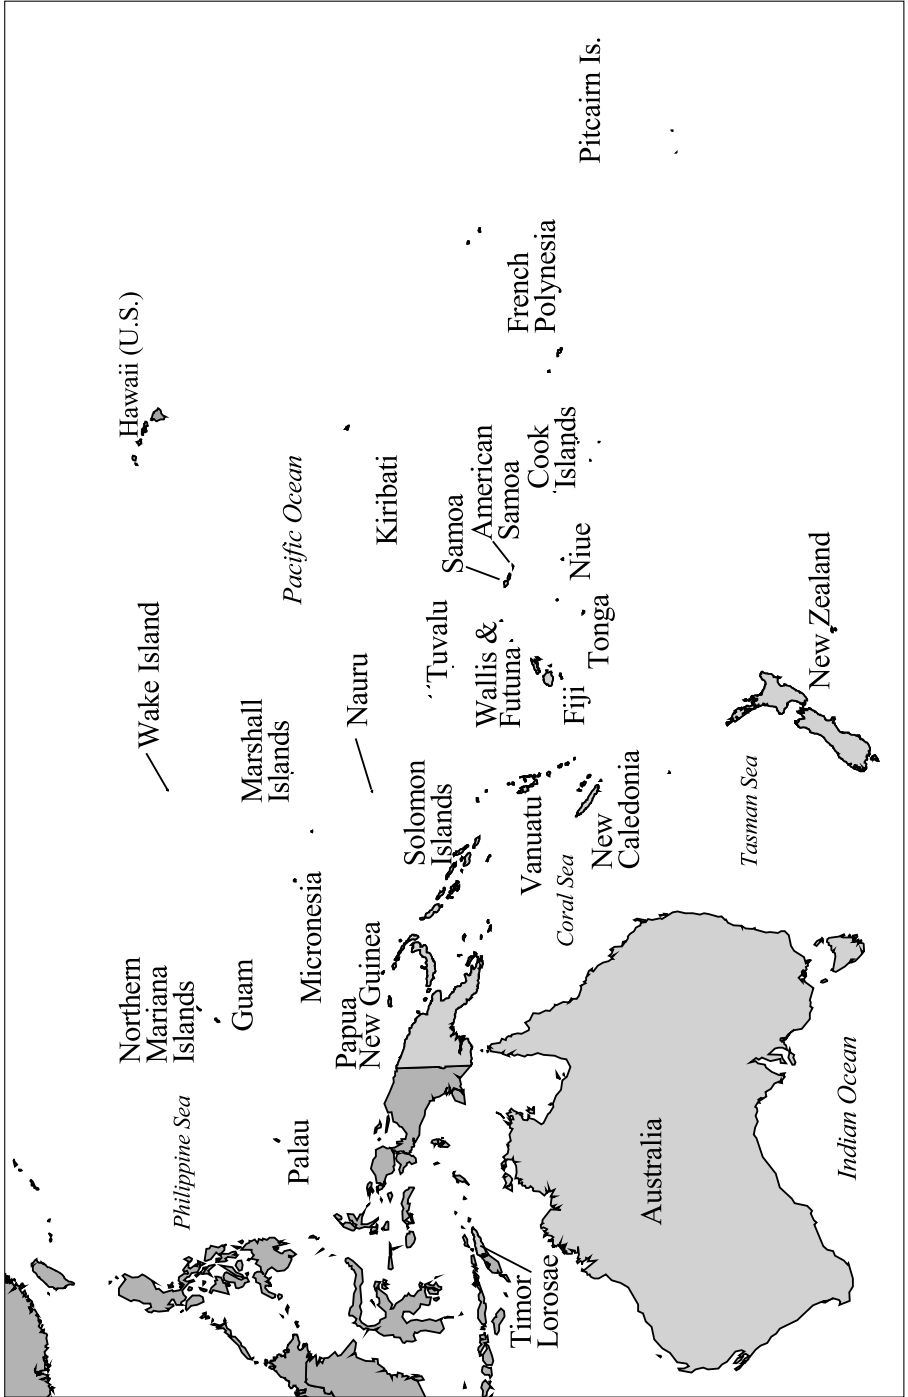 Hawaii (U.S.)
Wake Island
Northern
Mariana
Islands
Philippine Sea
Guam
Marshall
Islands
Pacific Ocean
Palau
Micronesia
Papua
New Guinea
Nauru
Kiribati
Solomon
Islands
Tuvalu
Samoa
American
Samoa
Wallis &
Futuna
Cook
Islands
French
Polynesia
Pitcairn Is.
Timor
Lorosae
Vanuatu
Fiji
Tonga
Niue
Coral Sea
New
Caledonia
Australia
Tasman Sea
New Zealand
Indian Ocean